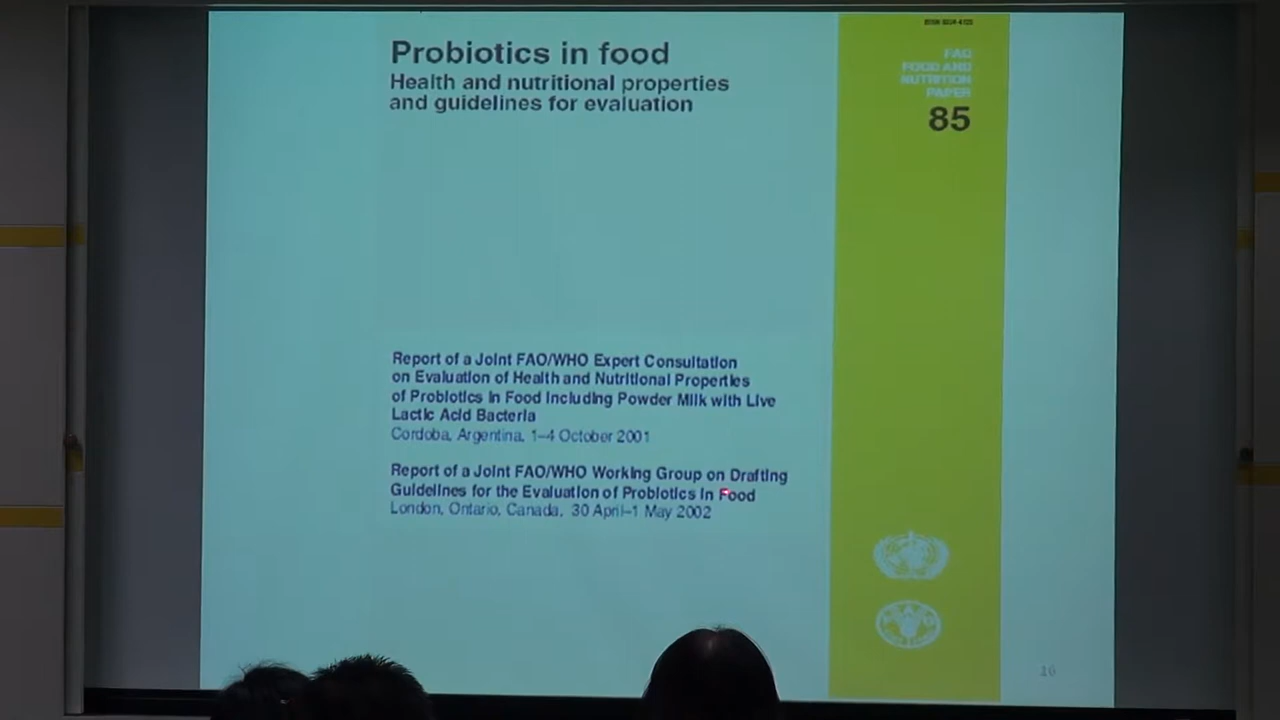 Probiotics in food
Health and nutritional properties
and guidelines for evaluation
FAO
FOOD AND
NUTRITION
PAPER
85
Report of a Joint FAO/WHO Expert Consultation
on Evaluation of Health and Nutritional Properties
of Probiotics in Food Including Powder Milk with Live
Lactic Acid Bacteria
Cordoba, Argentina, 1–4 October 2001
Report of a Joint FAO/WHO Working Group on Drafting
Guidelines for the Evaluation of Probiotics in Food
London, Ontario, Canada, 30 April–1 May 2002